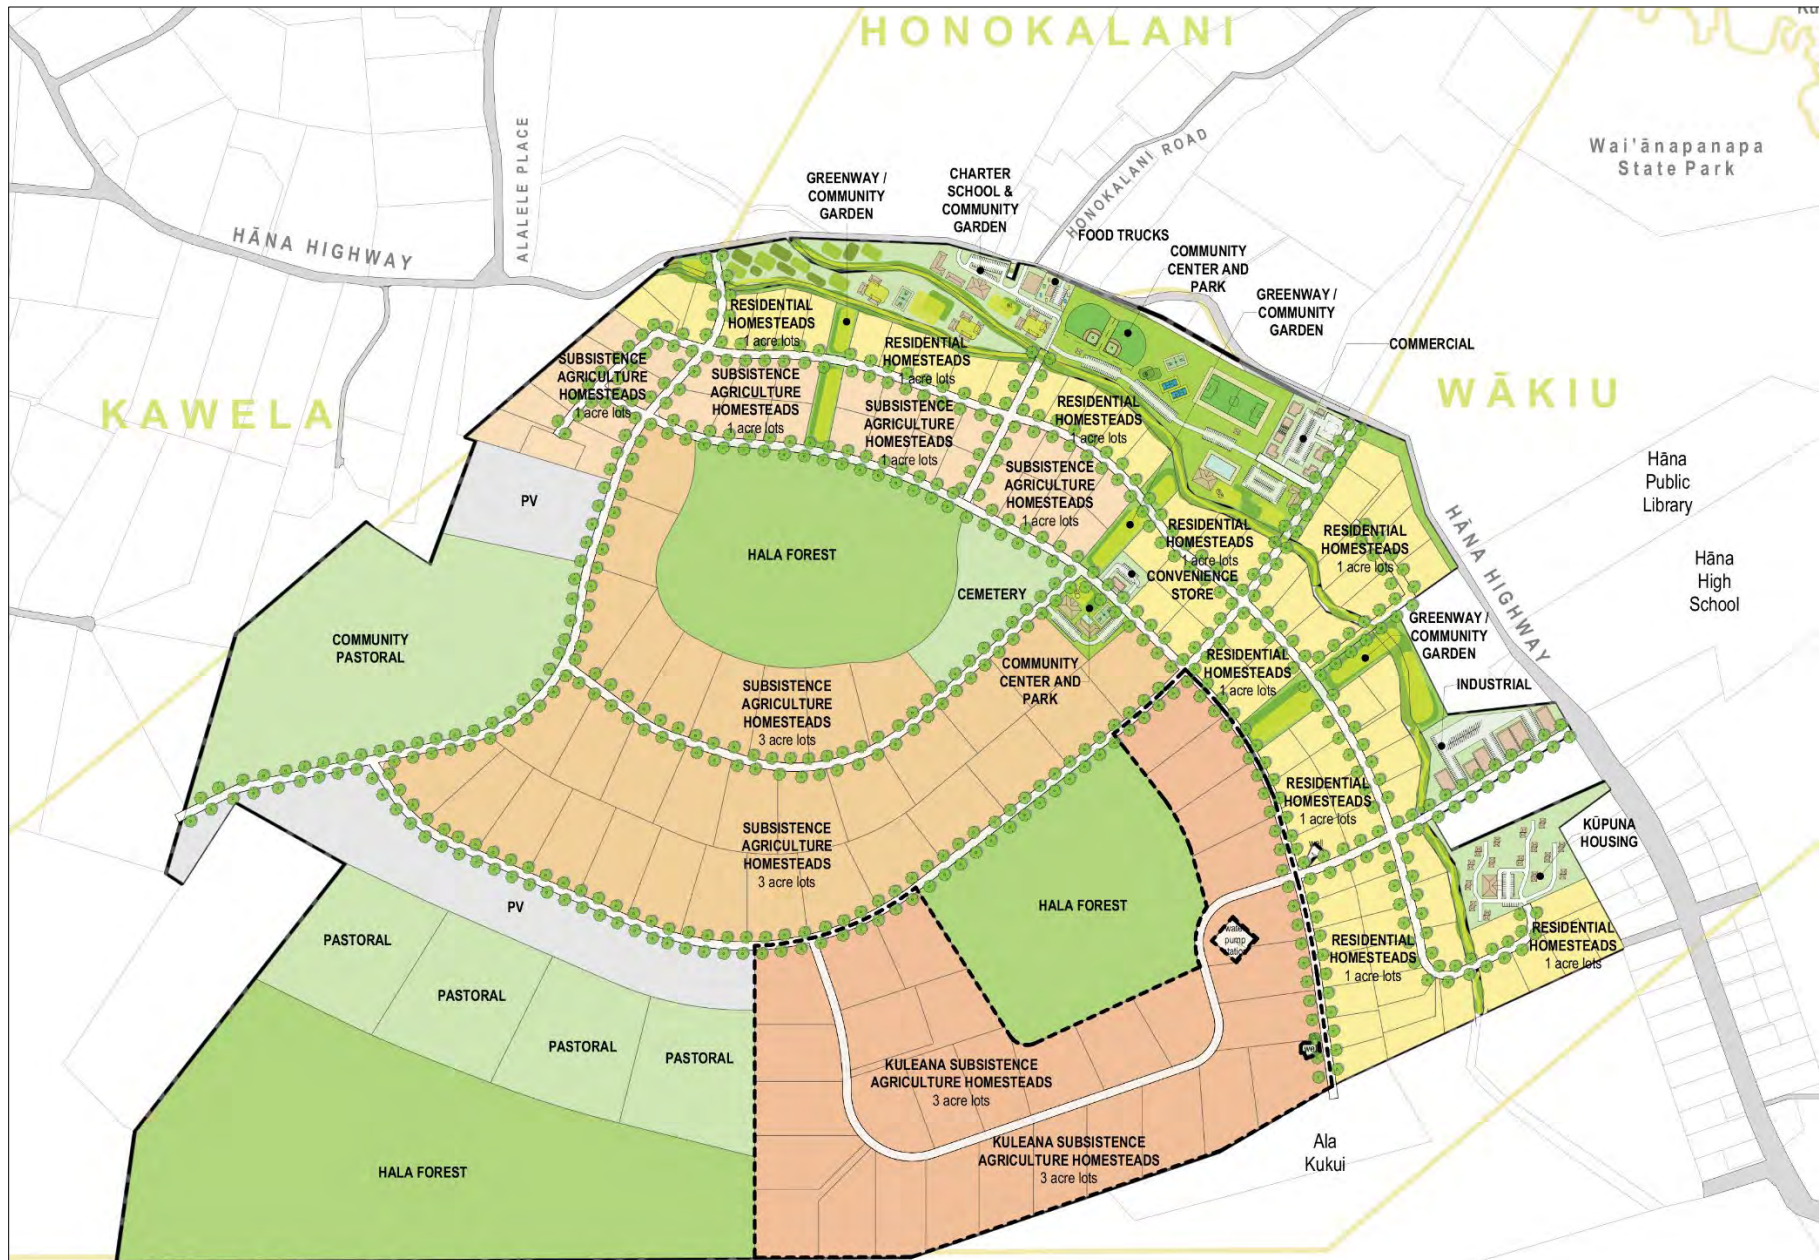 HONOKALANI
Wai'ānapanapa
State Park
ALALELE PLACE
HĀNA HIGHWAY
HONOKALANI ROAD
GREENWAY /
COMMUNITY
GARDEN
CHARTER
SCHOOL &
COMMUNITY
GARDEN
FOOD TRUCKS
COMMUNITY
CENTER AND
PARK
GREENWAY /
COMMUNITY
GARDEN
COMMERCIAL
KAWELA
WĀKIU
RESIDENTIAL
HOMESTEADS
1 acre lots
RESIDENTIAL
HOMESTEADS
1 acre lots
SUBSISTENCE
AGRICULTURE
HOMESTEADS
1 acre lots
SUBSISTENCE
AGRICULTURE
HOMESTEADS
1 acre lots
SUBSISTENCE
AGRICULTURE
HOMESTEADS
1 acre lots
RESIDENTIAL
HOMESTEADS
1 acre lots
SUBSISTENCE
AGRICULTURE
HOMESTEADS
1 acre lots
Hāna
Public
Library
Hāna
High
School
HĀNA HIGHWAY
PV
HALA FOREST
RESIDENTIAL
HOMESTEADS
1 acre lots
RESIDENTIAL
HOMESTEADS
1 acre lots
CONVENIENCE
STORE
CEMETERY
COMMUNITY
PASTORAL
GREENWAY /
COMMUNITY
GARDEN
COMMUNITY
CENTER AND
PARK
RESIDENTIAL
HOMESTEADS
1 acre lots
INDUSTRIAL
SUBSISTENCE
AGRICULTURE
HOMESTEADS
3 acre lots
RESIDENTIAL
HOMESTEADS
1 acre lots
SUBSISTENCE
AGRICULTURE
HOMESTEADS
3 acre lots
well
KŪPUNA
HOUSING
PV
HALA FOREST
PASTORAL
water
pump
station
RESIDENTIAL
HOMESTEADS
1 acre lots
RESIDENTIAL
HOMESTEADS
1 acre lots
PASTORAL
PASTORAL
PASTORAL
well
KULEANA SUBSISTENCE
AGRICULTURE HOMESTEADS
3 acre lots
KULEANA SUBSISTENCE
AGRICULTURE HOMESTEADS
3 acre lots
Ala
Kukui
HALA FOREST